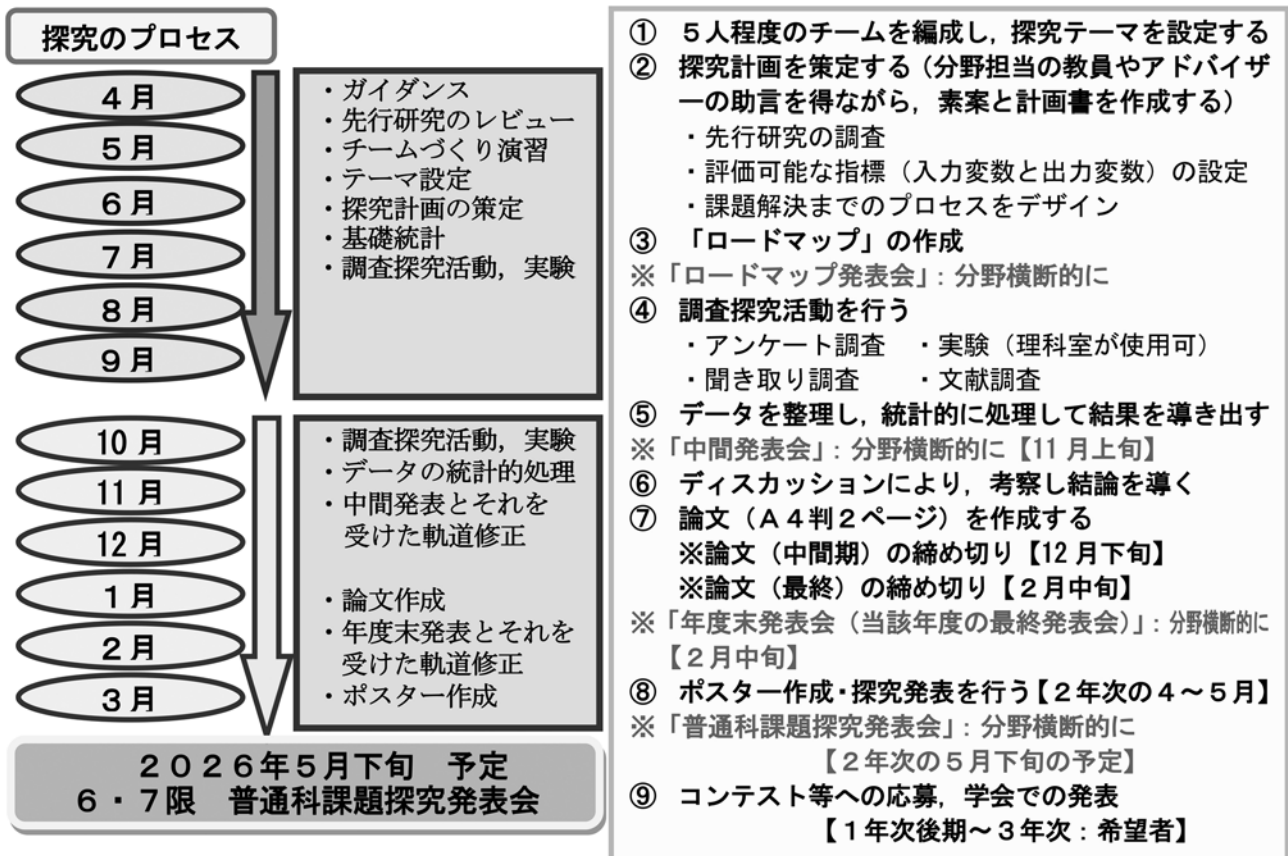 探究のプロセス
4月
5月
6月
7月
8月
9月
・ガイダンス
・先行研究のレビュー
・チームづくり演習
・テーマ設定
・探究計画の策定
・基礎統計
・調査探究活動，実験
10月
11月
12月
1月
2月
3月
・調査探究活動，実験
・データの統計的処理
・中間発表とそれを
受けた軌道修正
・論文作成
・年度末発表とそれを
受けた軌道修正
・ポスター作成
２０２６年５月下旬　予定
６・７限　普通科課題探究発表会
①　５人程度のチームを編成し，探究テーマを設定する
②　探究計画を策定する（分野担当の教員やアドバイザ
ーの助言を得ながら，素案と計画書を作成する）
・先行研究の調査
・評価可能な指標（入力変数と出力変数）の設定
・課題解決までのプロセスをデザイン
③　「ロードマップ」の作成
※「ロードマップ発表会」：分野横断的に
④　調査探究活動を行う
・アンケート調査　・実験（理科室が使用可）
・聞き取り調査　・文献調査
⑤　データを整理し，統計的に処理して結果を導き出す
※「中間発表会」：分野横断的に【11月上旬】
⑥　ディスカッションにより，考察し結論を導く
⑦　論文（Ａ４判２ページ）を作成する
※論文（中間期）の締め切り【12月下旬】
※論文（最終）の締め切り【２月中旬】
※「年度末発表会（当該年度の最終発表会）」：分野横断的に
【２月中旬】
⑧　ポスター作成・探究発表を行う【２年次の４～５月】
※「普通科課題探究発表会」：分野横断的に
【２年次の５月下旬の予定】
⑨　コンテスト等への応募，学会での発表
【１年次後期～３年次：希望者】